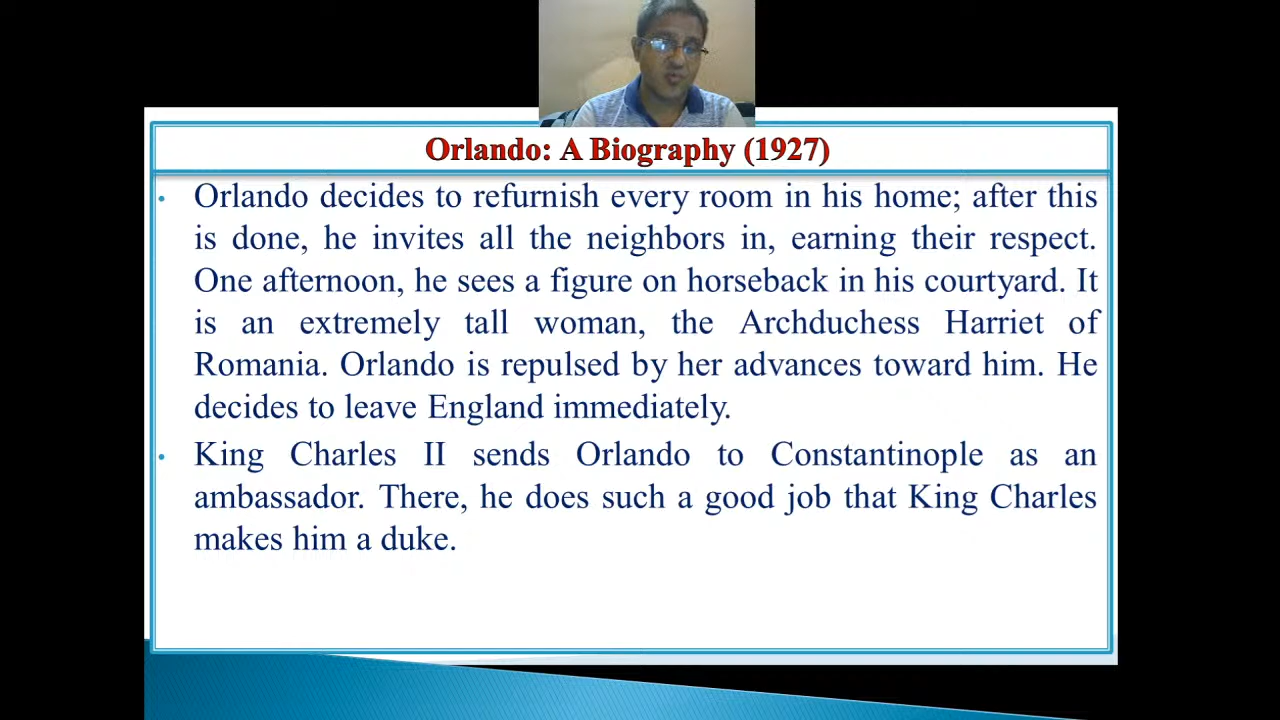 Orlando: A Biography (1927)
• Orlando decides to refurnish every room in his home; after this
is done, he invites all the neighbors in, earning their respect.
One afternoon, he sees a figure on horseback in his courtyard. It
is an extremely tall woman, the Archduchess Harriet of
Romania. Orlando is repulsed by her advances toward him. He
decides to leave England immediately.
• King Charles II sends Orlando to Constantinople as an
ambassador. There, he does such a good job that King Charles
makes him a duke.